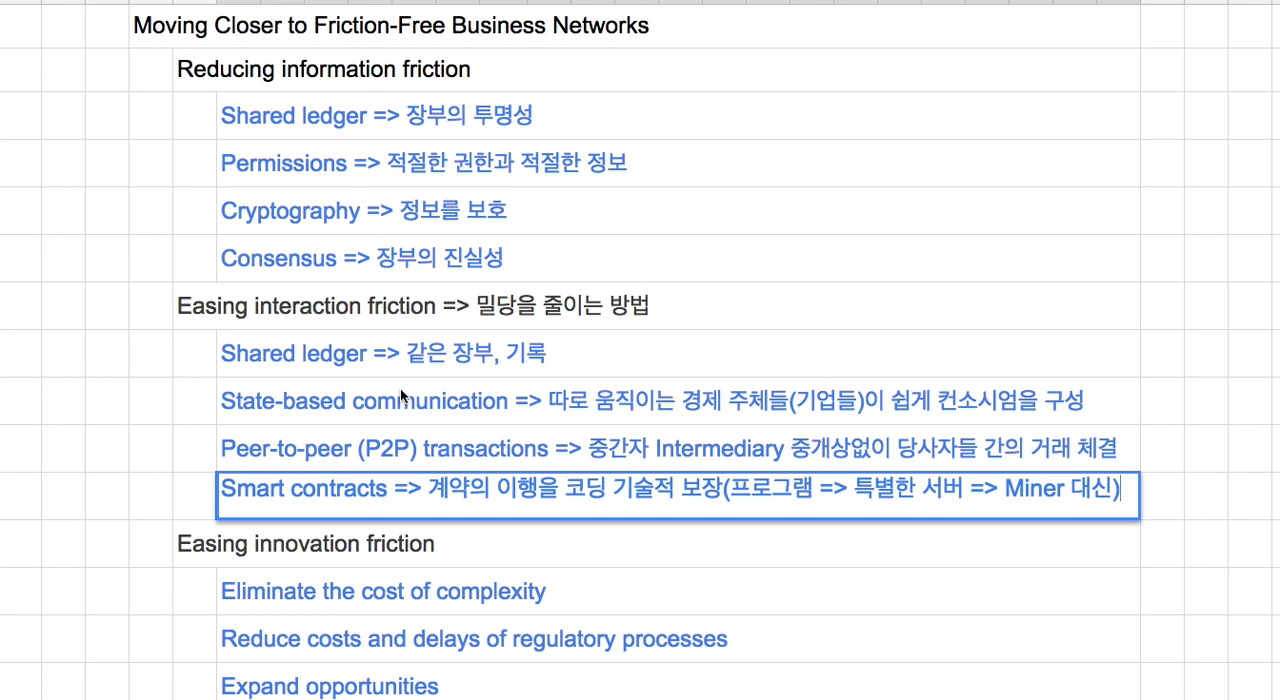 Moving Closer to Friction-Free Business Networks
Reducing information friction
Shared ledger => 장부의 투명성
Permissions => 적절한 권한과 적절한 정보
Cryptography => 정보를 보호
Consensus => 장부의 진실성
Easing interaction friction => 밀당을 줄이는 방법
Shared ledger => 같은 장부, 기록
State-based communication => 따로 움직이는 경제 주체들(기업들)이 쉽게 컨소시엄을 구성
Peer-to-peer (P2P) transactions => 중간자 Intermediary 중개상없이 당사자들 간의 거래 체결
Smart contracts => 계약의 이행을 코딩 기술적 보장(프로그램 => 특별한 서버 => Miner 대신)
Easing innovation friction
Eliminate the cost of complexity
Reduce costs and delays of regulatory processes
Expand opportunities